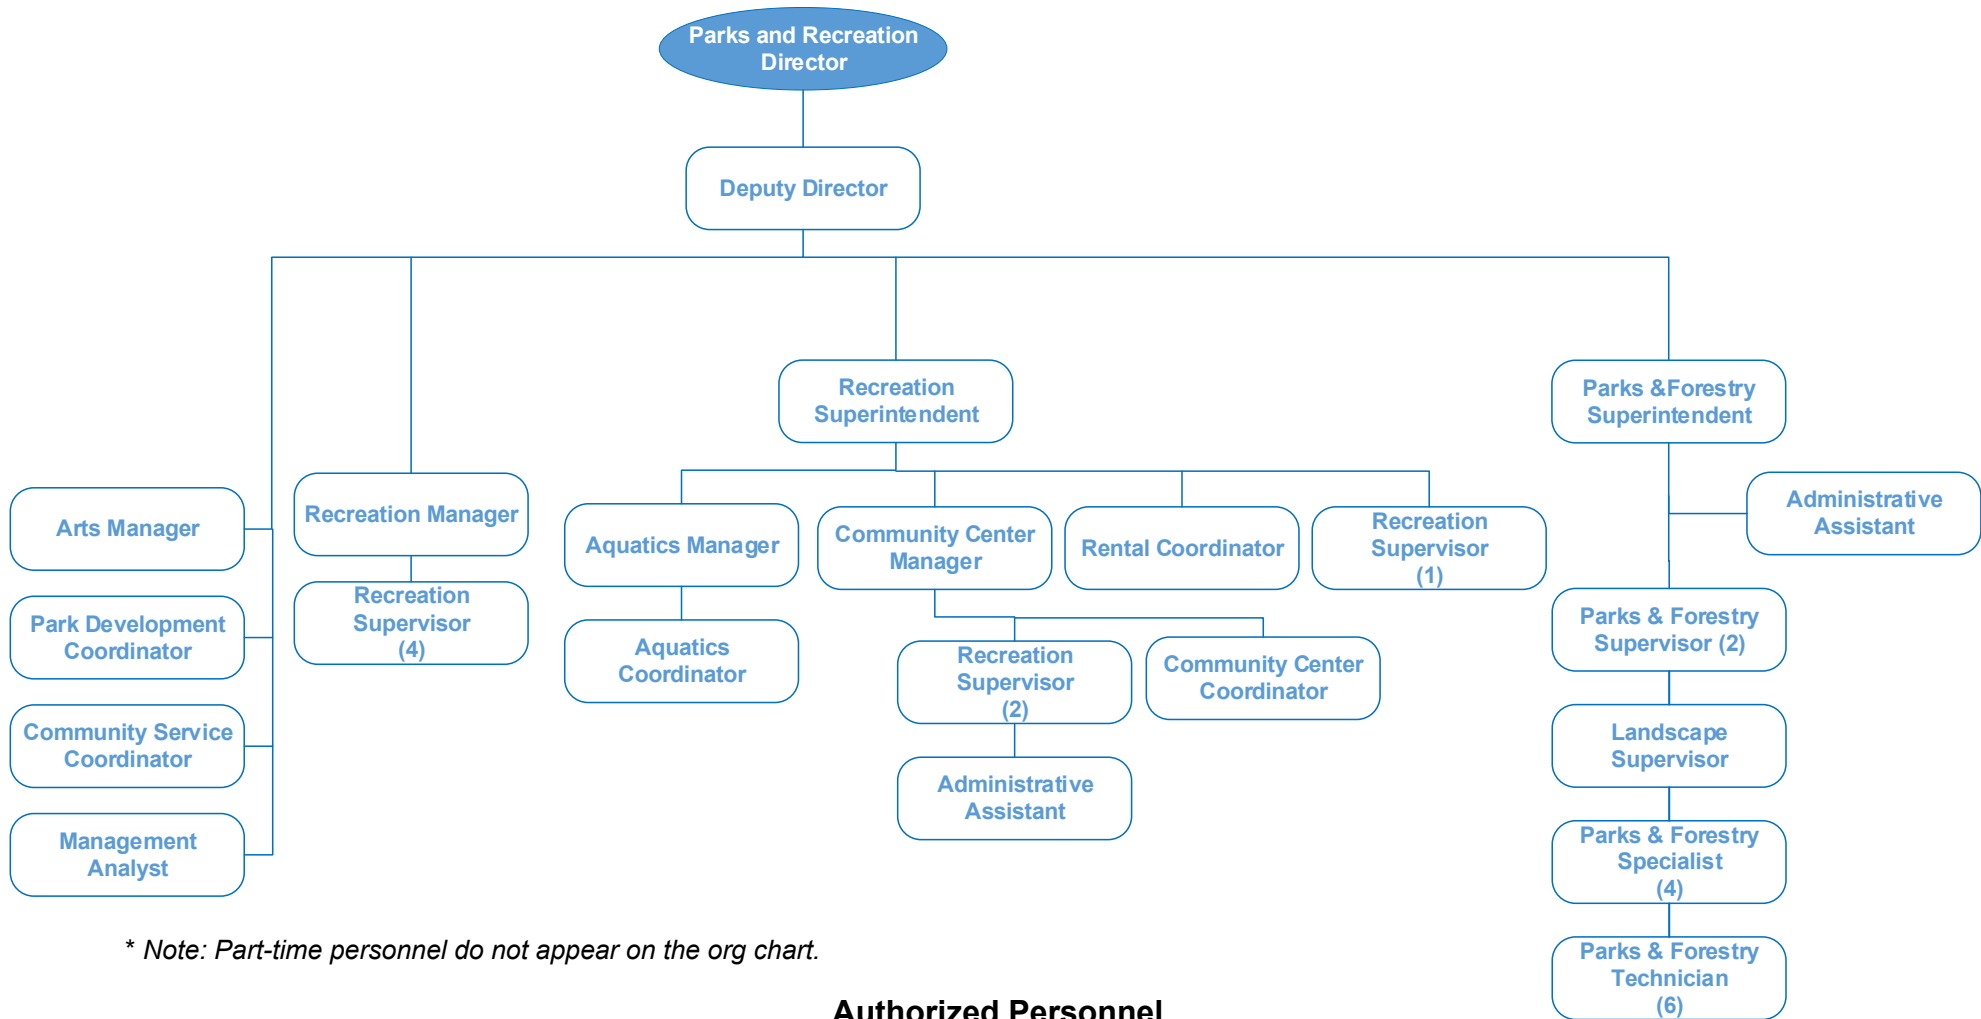 Parks and Recreation
Director
Deputy Director
Recreation
Superintendent
Parks &Forestry
Superintendent
Arts Manager
Park Development
Coordinator
Community Service
Coordinator
Management
Analyst
Recreation Manager
Recreation
Supervisor
(4)
Aquatics Manager
Aquatics
Coordinator
Community Center
Manager
Recreation
Supervisor
(2)
Administrative
Assistant
Community Center
Coordinator
Rental Coordinator
Recreation
Supervisor
(1)
Administrative
Assistant
Parks & Forestry
Supervisor (2)
Landscape
Supervisor
Parks & Forestry
Specialist
(4)
Parks & Forestry
Technician
(6)
* Note: Part-time personnel do not appear on the org chart.
Authorized Personnel